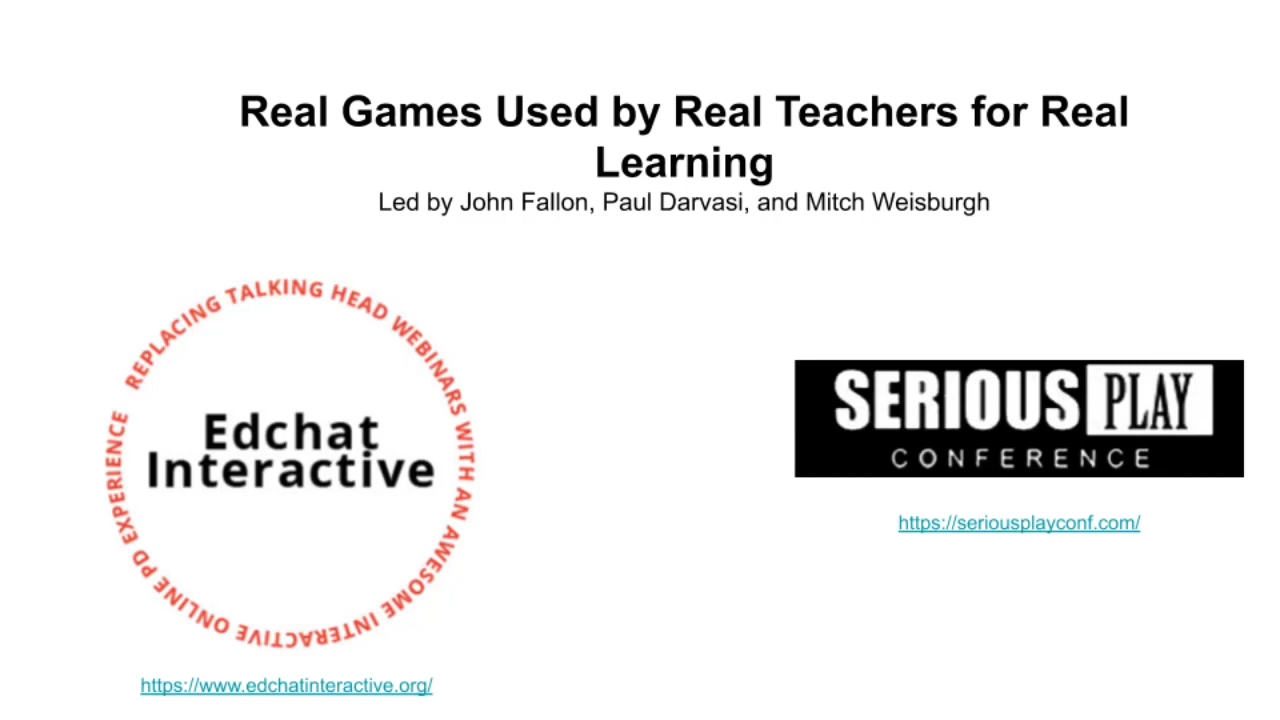 Real Games Used by Real Teachers for Real
Learning
Led by John Fallon, Paul Darvasi, and Mitch Weisburgh
REPLACING TALKING HEAD WEBINARS WITH AN AWESOME INTERACTIVE ONLINE PD EXPERIENCE
Edchat
Interactive
https://www.edchatinteractive.org/
SERIOUS PLAY
CONFERENCE
https://seriousplayconf.com/